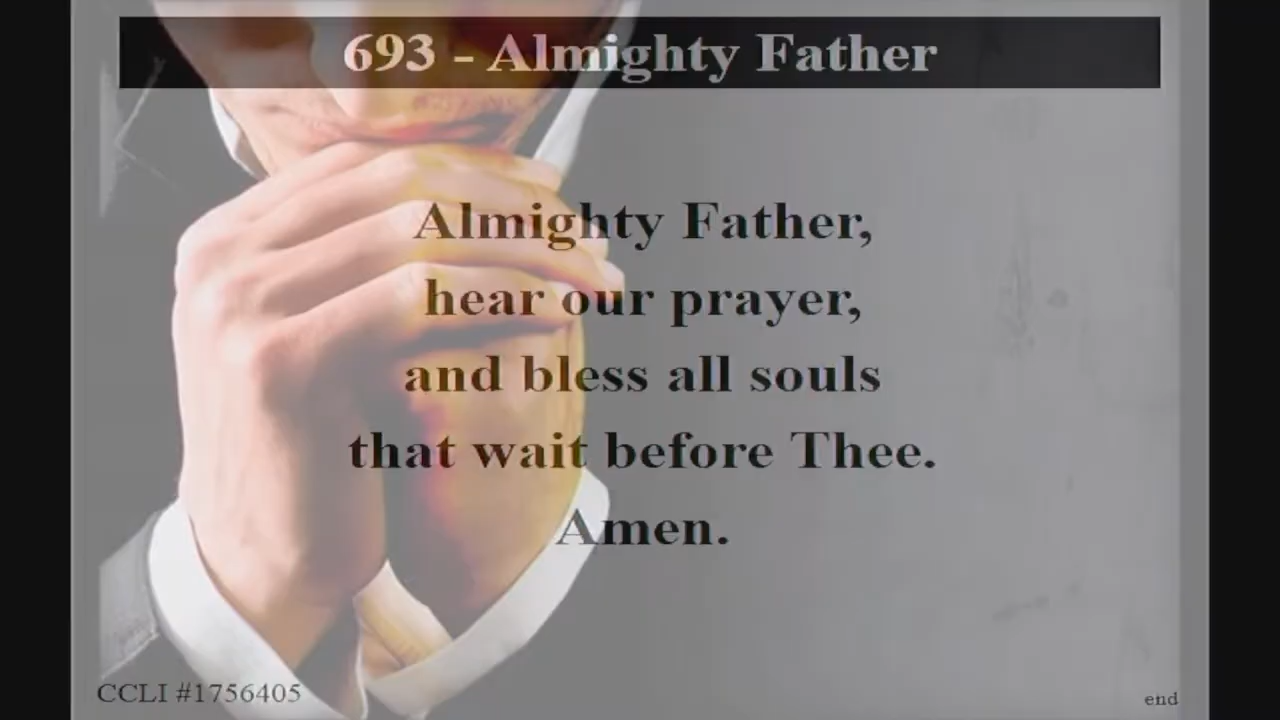 693 - Almighty Father
Almighty Father,
hear our prayer,
and bless all souls
that wait before Thee.
Amen.
CCLI #1756405
end